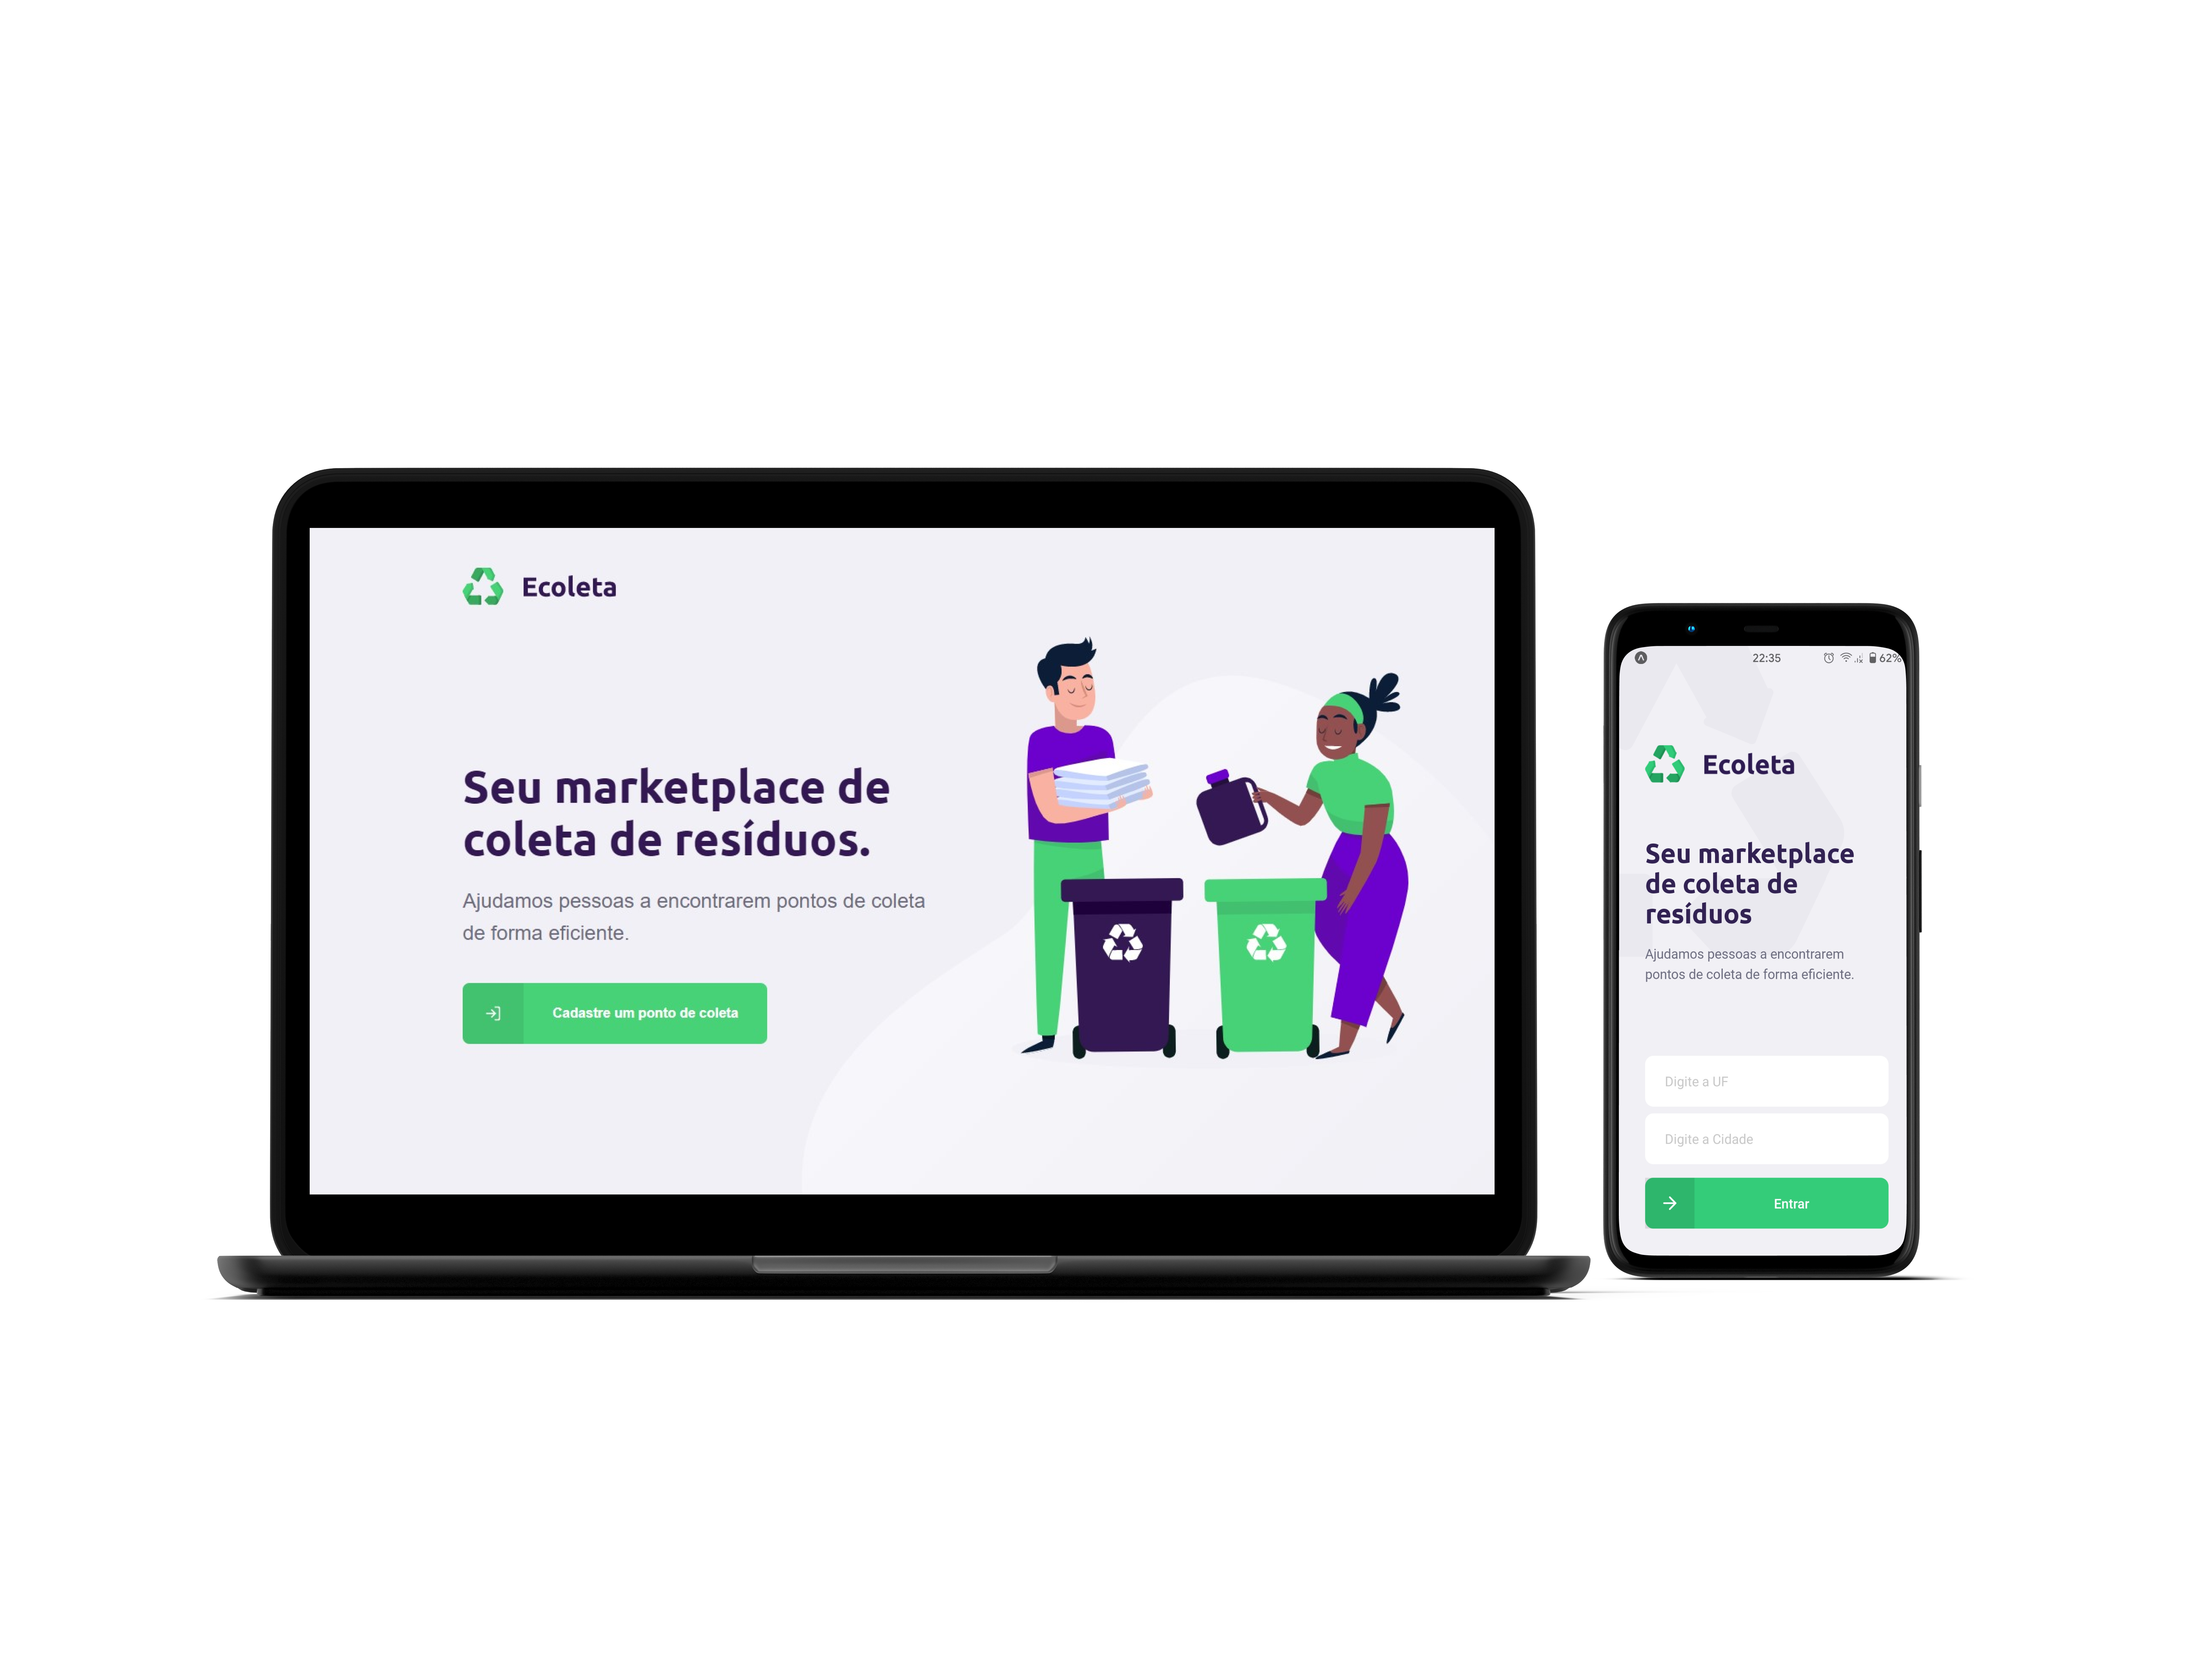 Ecoleta
Seu marketplace de
coleta de resíduos.
Ajudamos pessoas a encontrarem pontos de coleta
de forma eficiente.
Cadastre um ponto de coleta
22:35
62%
Ecoleta
Seu marketplace
de coleta de
resíduos
Ajudamos pessoas a encontrarem
pontos de coleta de forma eficiente.
Digite a UF
Digite a Cidade
Entrar